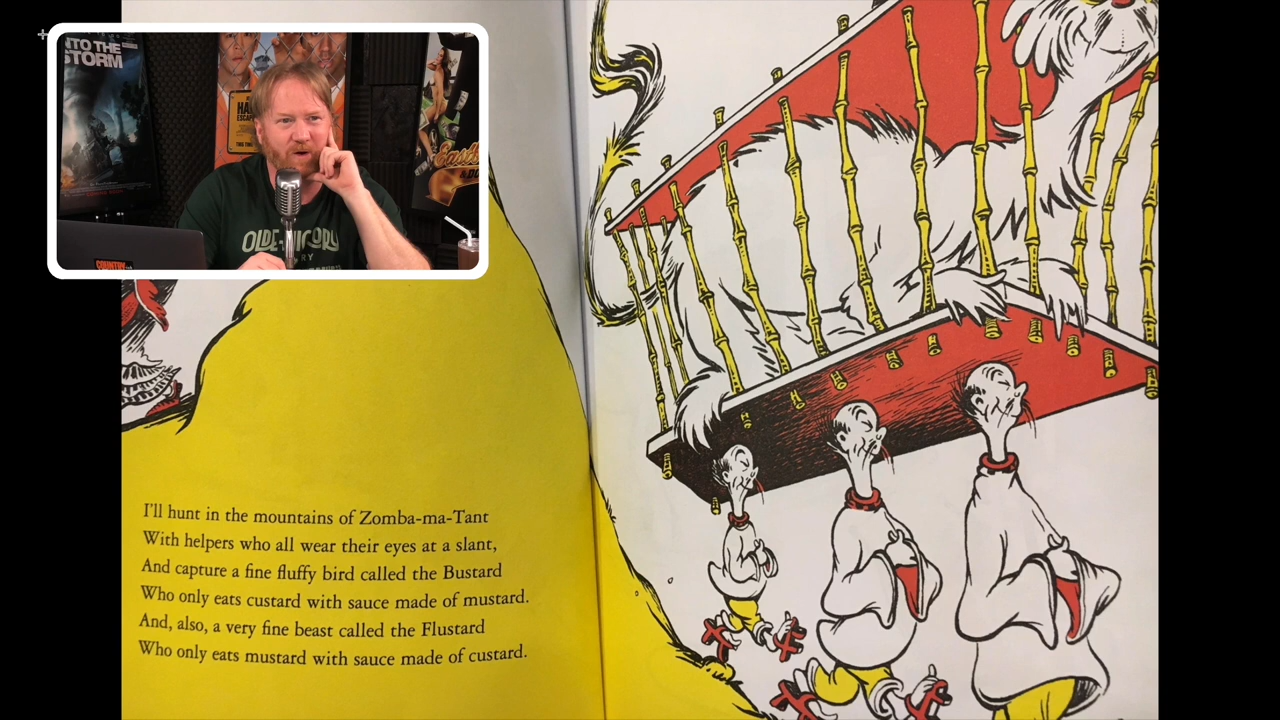 INTO THE
STORM
OLDE HICKORY
COUNTRY
I'll hunt in the mountains of Zomba-ma-Tant
With helpers who all wear their eyes at a slant,
And capture a fine fluffy bird called the Bustard
Who only eats custard with sauce made of mustard.
And, also, a very fine beast called the Flustard
Who only eats mustard with sauce made of custard.